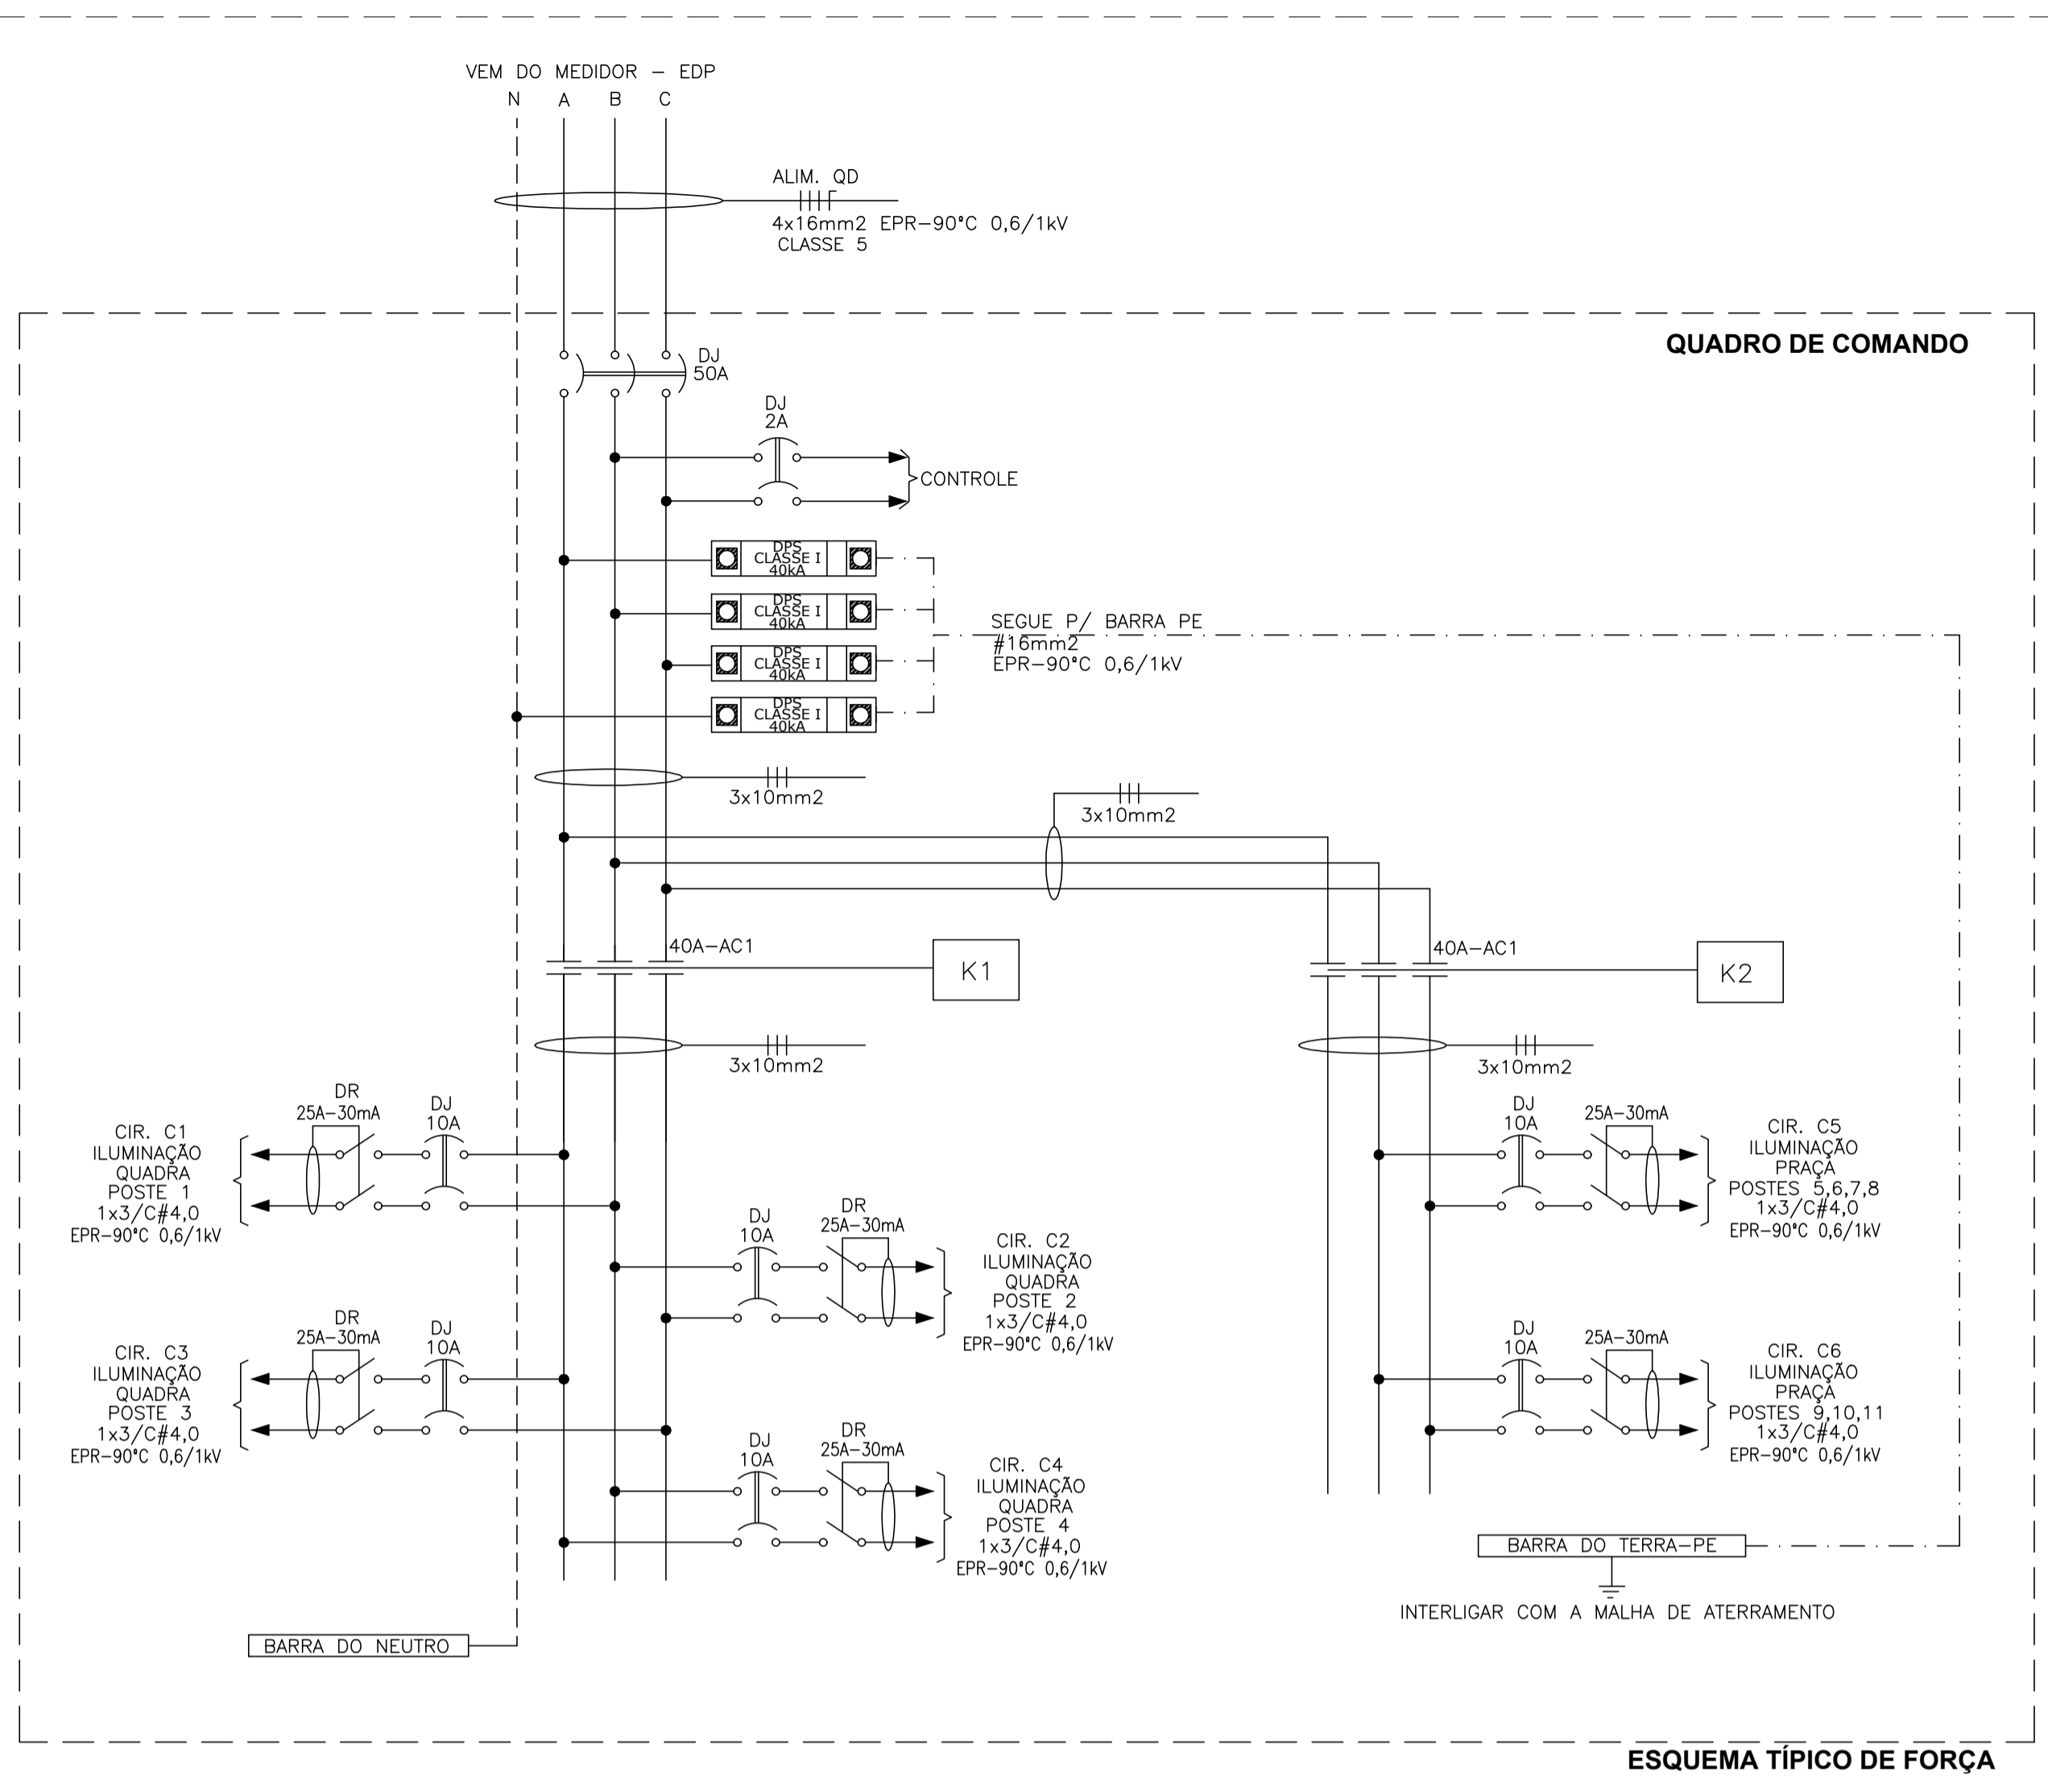 VEM DO MEDIDOR – EDP
N A B C
ALIM. QD
4x16mm2 EPR–90°C 0,6/1kV
CLASSE 5
QUADRO DE COMANDO
DJ
50A
DJ
2A
CONTROLE
DPS
CLASSE I
40kA
DPS
CLASSE I
40kA
DPS
CLASSE I
40kA
DPS
CLASSE I
40kA
SEGUE P/ BARRA PE
#16mm2
EPR–90°C 0,6/1kV
3x10mm2
3x10mm2
40A–AC1
K1
40A–AC1
K2
3x10mm2
3x10mm2
DR
25A–30mA
DJ
10A
CIR. C1
ILUMINAÇÃO
QUADRA
POSTE 1
1x3/C#4,0
EPR–90°C 0,6/1kV
DJ
10A
DR
25A–30mA
CIR. C2
ILUMINAÇÃO
QUADRA
POSTE 2
1x3/C#4,0
EPR–90°C 0,6/1kV
DJ
10A
25A–30mA
CIR. C5
ILUMINAÇÃO
PRAÇA
POSTES 5,6,7,8
1x3/C#4,0
EPR–90°C 0,6/1kV
DR
25A–30mA
DJ
10A
CIR. C3
ILUMINAÇÃO
QUADRA
POSTE 3
1x3/C#4,0
EPR–90°C 0,6/1kV
DJ
10A
DR
25A–30mA
CIR. C4
ILUMINAÇÃO
QUADRA
POSTE 4
1x3/C#4,0
EPR–90°C 0,6/1kV
DJ
10A
25A–30mA
CIR. C6
ILUMINAÇÃO
PRAÇA
POSTES 9,10,11
1x3/C#4,0
EPR–90°C 0,6/1kV
BARRA DO TERRA–PE
INTERLIGAR COM A MALHA DE ATERRAMENTO
BARRA DO NEUTRO
ESQUEMA TÍPICO DE FORÇA